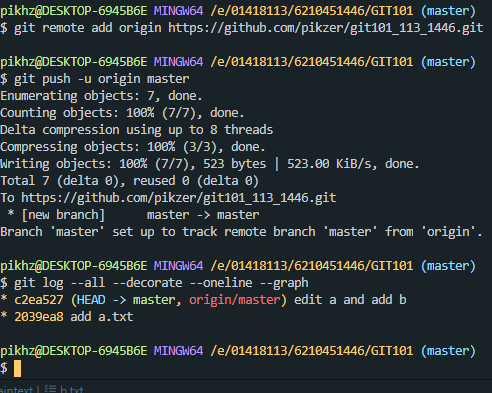 pikhz@DESKTOP-6945B6E MINGW64 /e/01418113/6210451446/GIT101 (master)
$ git remote add origin https://github.com/pikzer/git101_113_1446.git
pikhz@DESKTOP-6945B6E MINGW64 /e/01418113/6210451446/GIT101 (master)
$ git push -u origin master
Enumerating objects: 7, done.
Counting objects: 100% (7/7), done.
Delta compression using up to 8 threads
Compressing objects: 100% (3/3), done.
Writing objects: 100% (7/7), 523 bytes | 523.00 KiB/s, done.
Total 7 (delta 0), reused 0 (delta 0)
To https://github.com/pikzer/git101_113_1446.git
 * [new branch]      master -> master
Branch 'master' set up to track remote branch 'master' from 'origin'.
pikhz@DESKTOP-6945B6E MINGW64 /e/01418113/6210451446/GIT101 (master)
$ git log --all --decorate --oneline --graph
* c2ea527 (HEAD -> master, origin/master) edit a and add b
* 2039ea8 add a.txt
pikhz@DESKTOP-6945B6E MINGW64 /e/01418113/6210451446/GIT101 (master)
$
b.txt